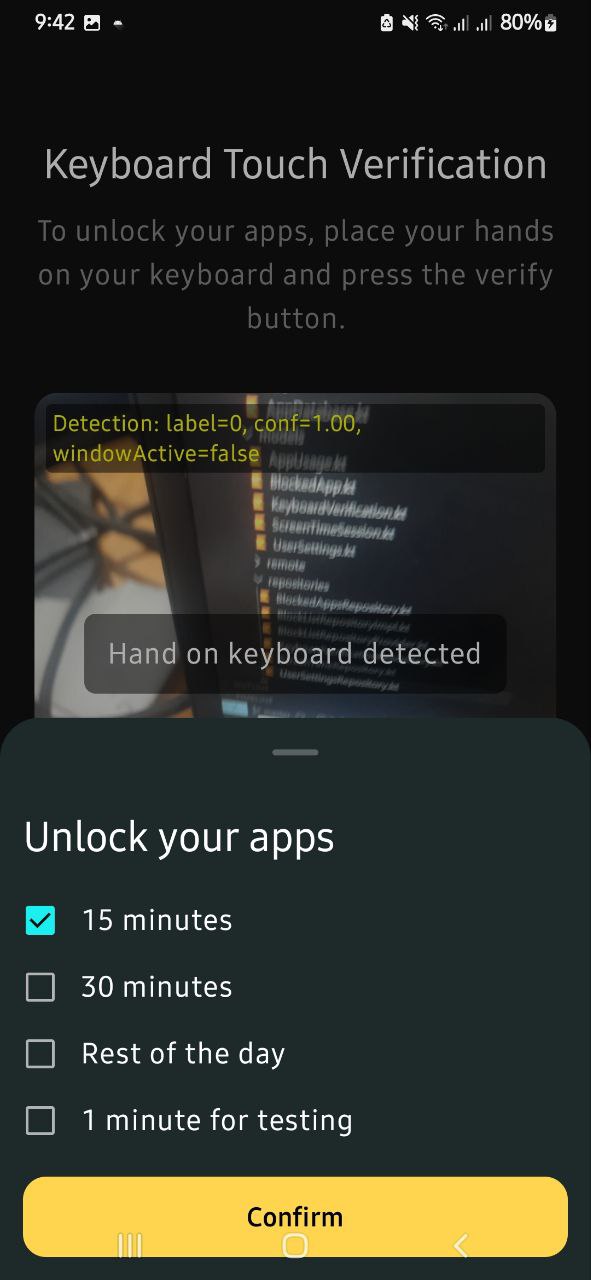 9:42
80%
Keyboard Touch Verification
To unlock your apps, place your hands
on your keyboard and press the verify
button.
AppDatabase.kt
Detection: label=0, conf=1.00,
models
windowActive=false
AppUsage.kt
BlockedApp.kt
KeyboardVerification.kt
ScreenTimeSession.kt
UserSettings.kt
remote
repositories
BlockedAppsRepository.kt
Hand on keyboard detected
UserSettingsRepository.kt
Unlock your apps
15 minutes
30 minutes
Rest of the day
1 minute for testing
Confirm